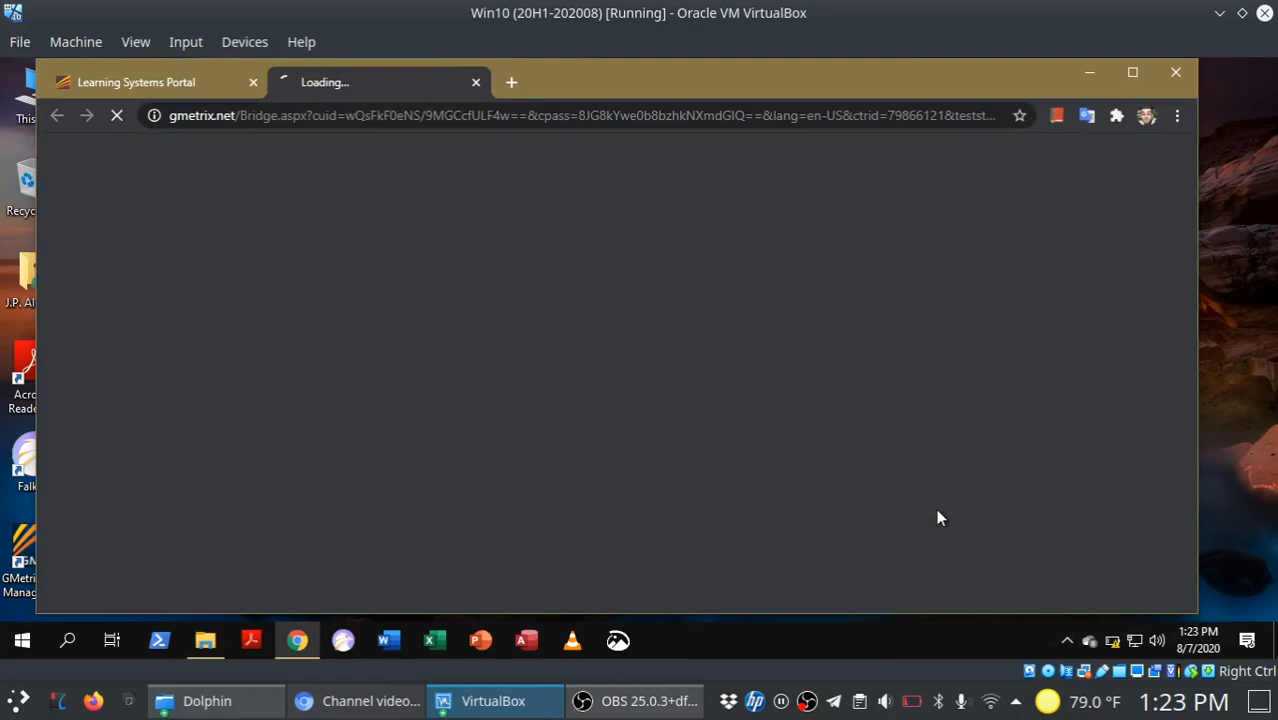 Win10 (20H1-202008) [Running] - Oracle VM VirtualBox
File Machine View Input Devices Help
Learning Systems Portal Loading...
gmetrix.net/Bridge.aspx?cuid=wQsFkF0eNS/9MGCcfULF4w==&cpass=8JG8kYwe0b8bzhkNXmdGIQ==&lang=en-US&ctrid=79866121&testst...
This
Recyc
J.P. Al
Acro
Reade
Falk
GM
GMetri
Manag
1:23 PM
8/7/2020
Right Ctrl
Dolphin Channel video... VirtualBox OBS 25.0.3+df... 79.0 °F 1:23 PM